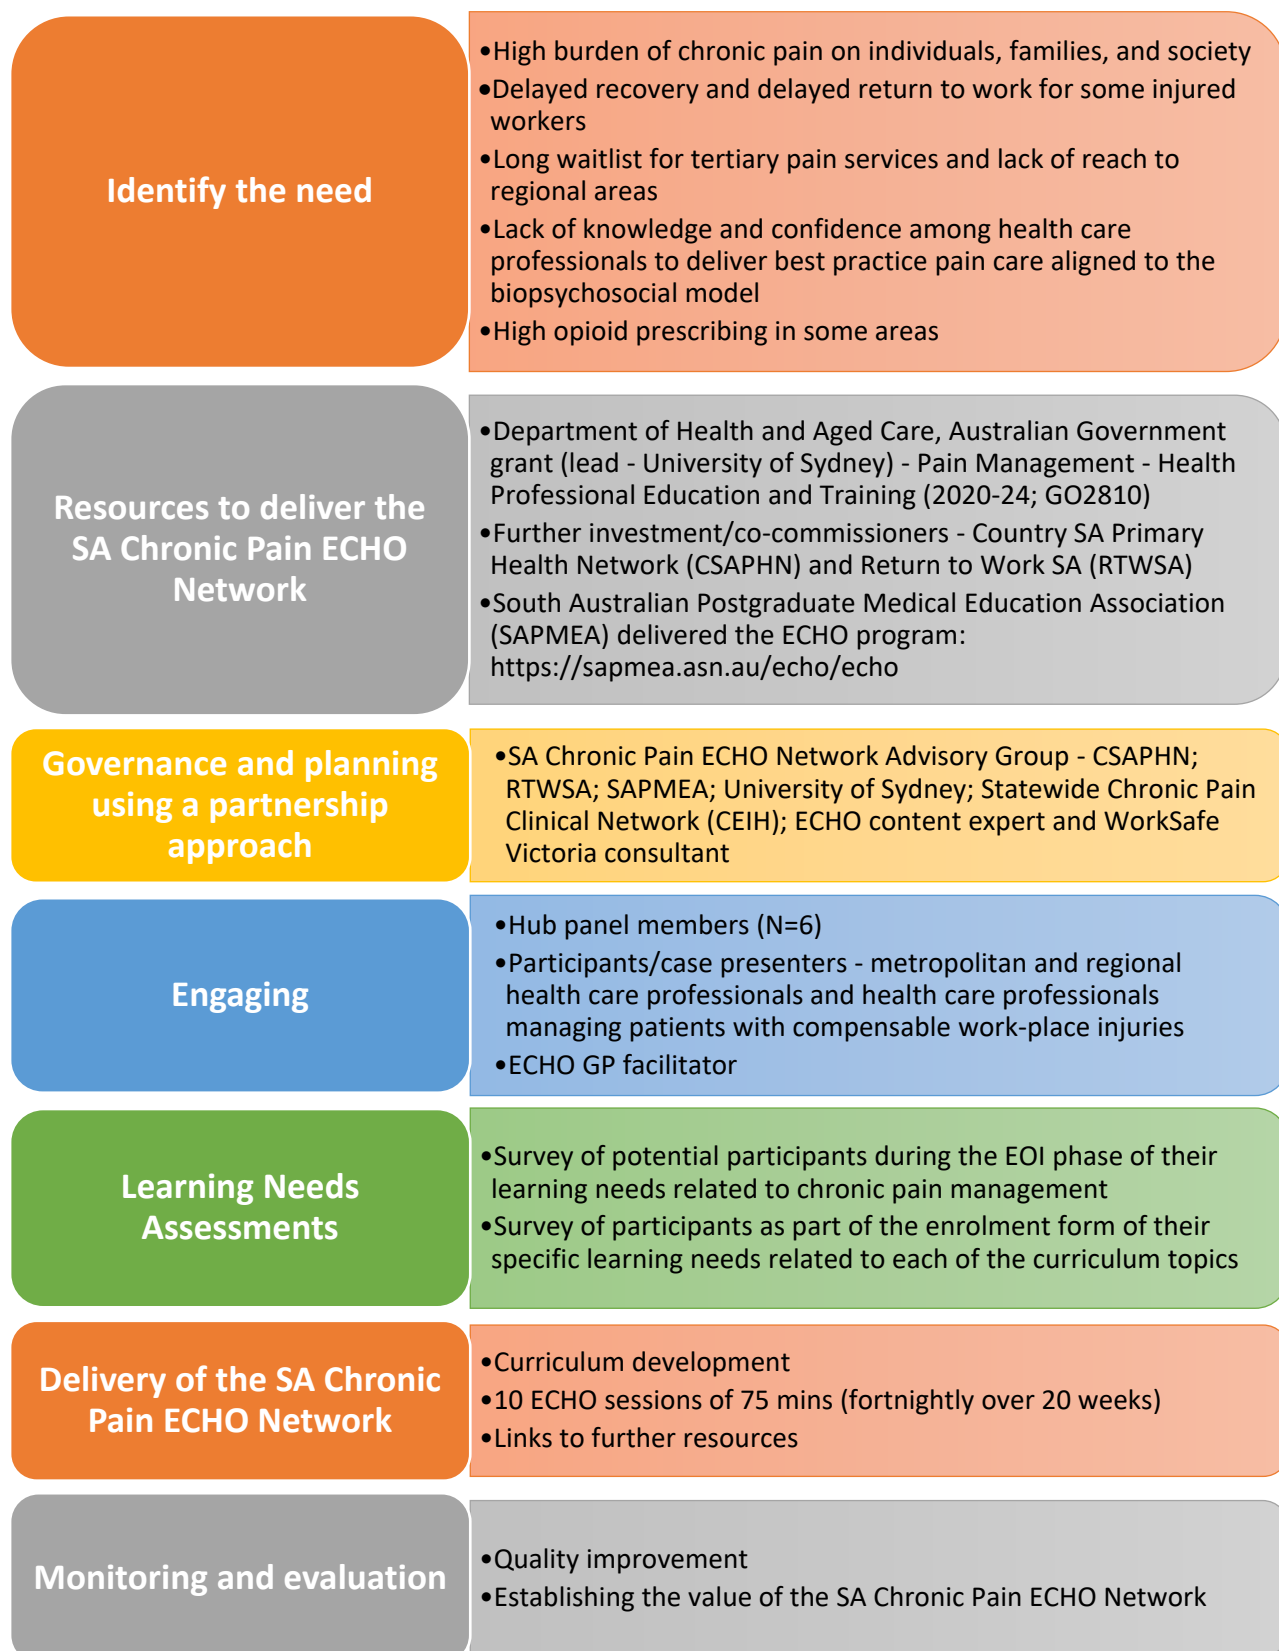 Identify the need
•High burden of chronic pain on individuals, families, and society
•Delayed recovery and delayed return to work for some injured
workers
•Long waitlist for tertiary pain services and lack of reach to
regional areas
•Lack of knowledge and confidence among health care
professionals to deliver best practice pain care aligned to the
biopsychosocial model
•High opioid prescribing in some areas
Resources to deliver the
SA Chronic Pain ECHO
Network
•Department of Health and Aged Care, Australian Government
grant (lead - University of Sydney) - Pain Management - Health
Professional Education and Training (2020-24; GO2810)
•Further investment/co-commissioners - Country SA Primary
Health Network (CSAPHN) and Return to Work SA (RTWSA)
•South Australian Postgraduate Medical Education Association
(SAPMEA) delivered the ECHO program:
https://sapmea.asn.au/echo/echo
Governance and planning
using a partnership
approach
•SA Chronic Pain ECHO Network Advisory Group - CSAPHN;
RTWSA; SAPMEA; University of Sydney; Statewide Chronic Pain
Clinical Network (CEIH); ECHO content expert and WorkSafe
Victoria consultant
Engaging
•Hub panel members (N=6)
•Participants/case presenters - metropolitan and regional
health care professionals and health care professionals
managing patients with compensable work-place injuries
•ECHO GP facilitator
Learning Needs
Assessments
•Survey of potential participants during the EOI phase of their
learning needs related to chronic pain management
•Survey of participants as part of the enrolment form of their
specific learning needs related to each of the curriculum topics
Delivery of the SA Chronic
Pain ECHO Network
•Curriculum development
•10 ECHO sessions of 75 mins (fortnightly over 20 weeks)
•Links to further resources
Monitoring and evaluation
•Quality improvement
•Establishing the value of the SA Chronic Pain ECHO Network